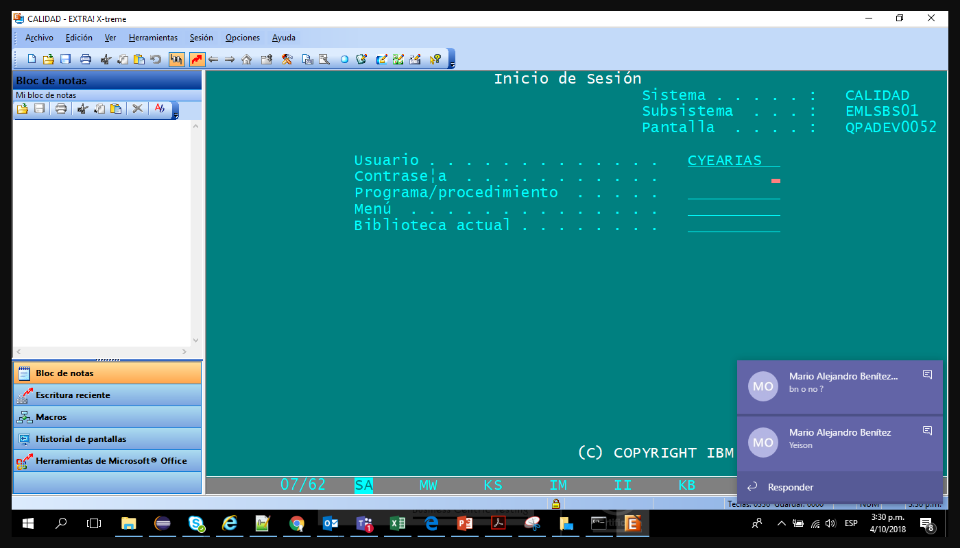 CALIDAD - EXTRA! X-treme
Archivo Edición Ver Herramientas Sesión Opciones Ayuda
Bloc de notas
Mi bloc de notas
Inicio de Sesión
Sistema . . . . . : CALIDAD
Subsistema . . . : EMLSBS01
Pantalla . . . . : QPADEV0052
Usuario . . . . . . . . . . . . . CYEARIAS
Contrase¦a . . . . . . . . . . .
Programa/procedimiento . . . . .
Menú . . . . . . . . . . . . . .
Biblioteca actual . . . . . . . .
Bloc de notas
Escritura reciente
Macros
Historial de pantallas
Herramientas de Microsoft® Office
(C) COPYRIGHT IBM
07/62 SA MW KS IM II KB
Mario Alejandro Benítez...
MO
bn o no ?
Mario Alejandro Benítez
MO
Yeison
Responder
ESP
3:30 p.m.
4/10/2018
8